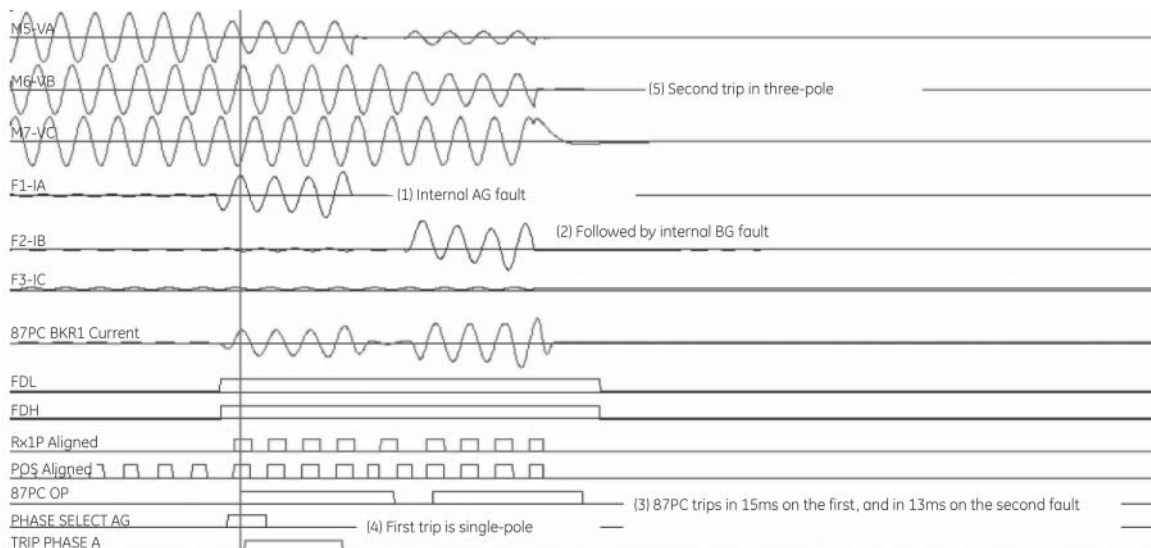 M5-VA
M6-VB
(5) Second trip in three-pole
M7-VC
F1-IA
(1) Internal AG fault
(2) Followed by internal BG fault
F2-IB
F3-IC
87PC BKR1 Current
FDL
FDH
Rx1P Aligned
POS Aligned
87PC OP
(3) 87PC trips in 15ms on the first, and in 13ms on the second fault
PHASE SELECT AG
(4) First trip is single-pole
TRIP PHASE A